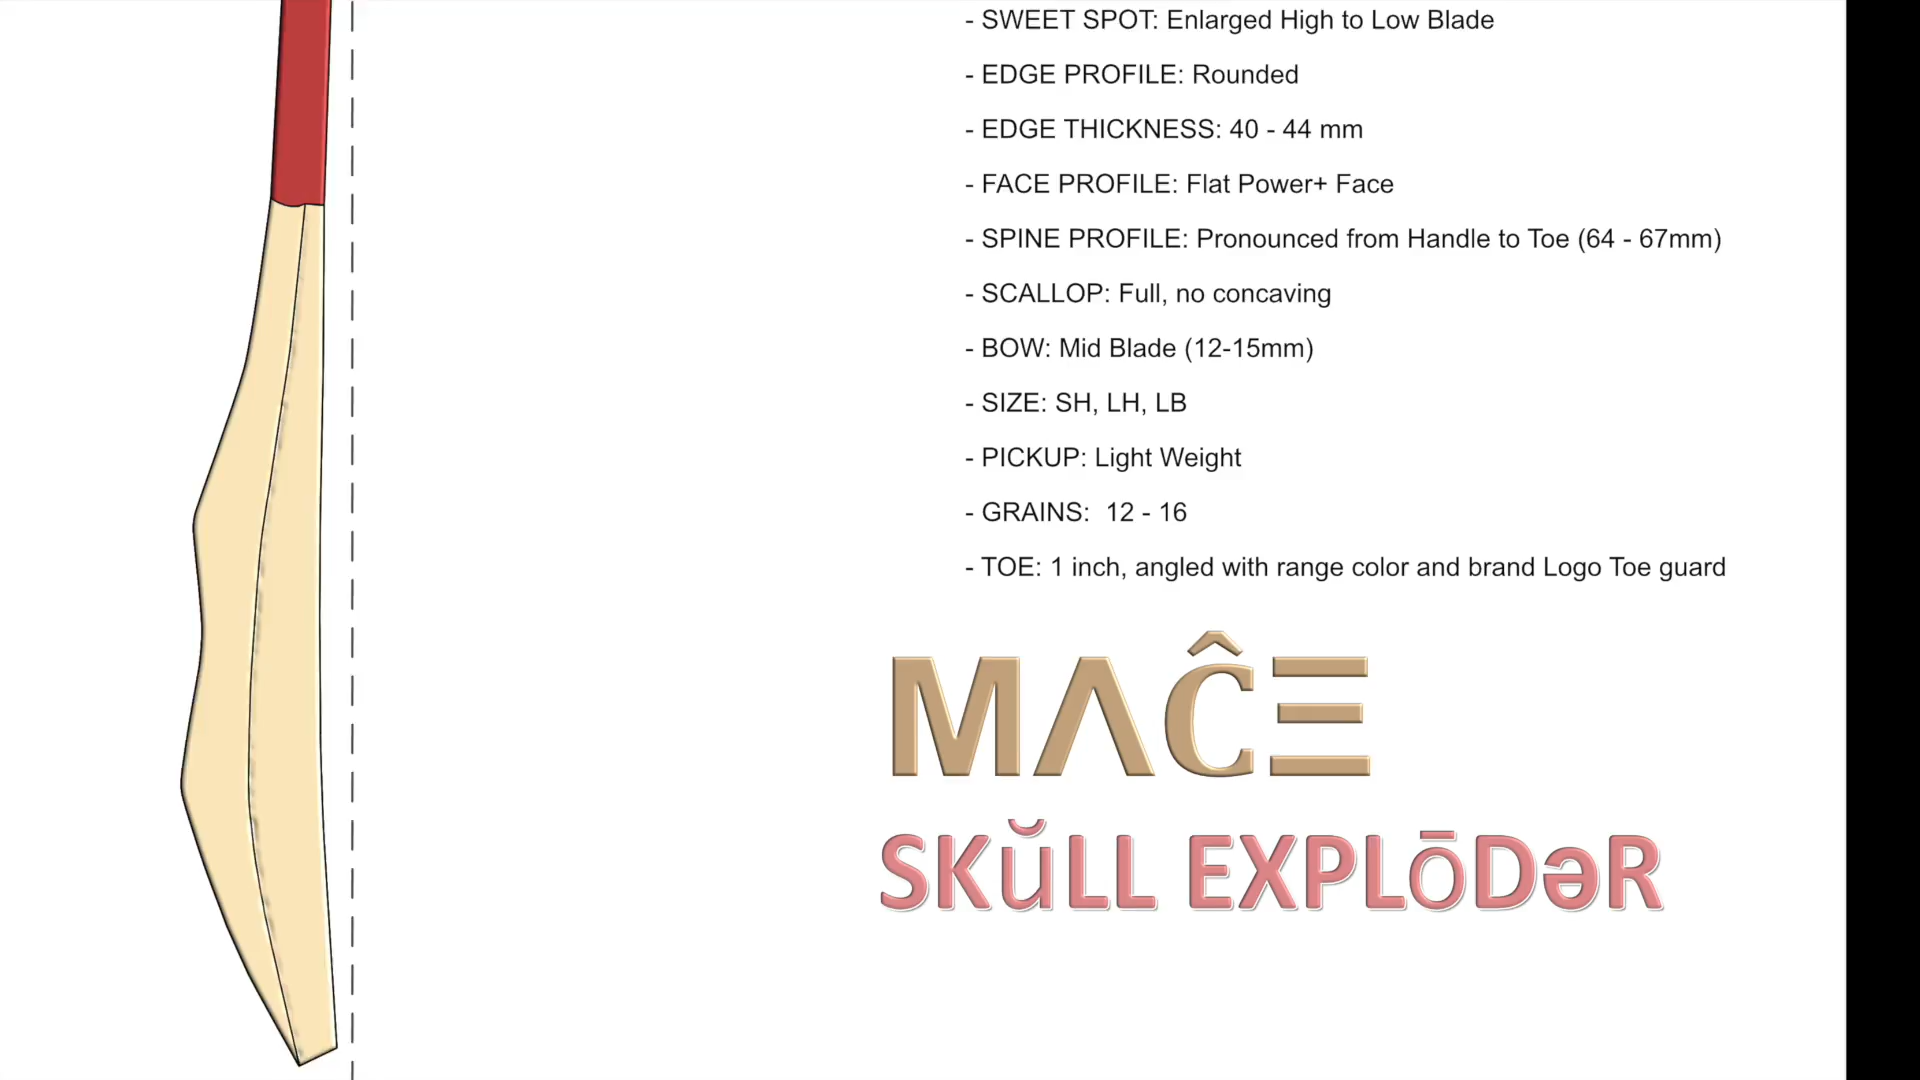 - SWEET SPOT: Enlarged High to Low Blade
- EDGE PROFILE: Rounded
- EDGE THICKNESS: 40 - 44 mm
- FACE PROFILE: Flat Power+ Face
- SPINE PROFILE: Pronounced from Handle to Toe (64 - 67mm)
- SCALLOP: Full, no concaving
- BOW: Mid Blade (12-15mm)
- SIZE: SH, LH, LB
- PICKUP: Light Weight
- GRAINS:  12 - 16
- TOE: 1 inch, angled with range color and brand Logo Toe guard
MΛĈΞ
SKŭLL EXPLōDəR